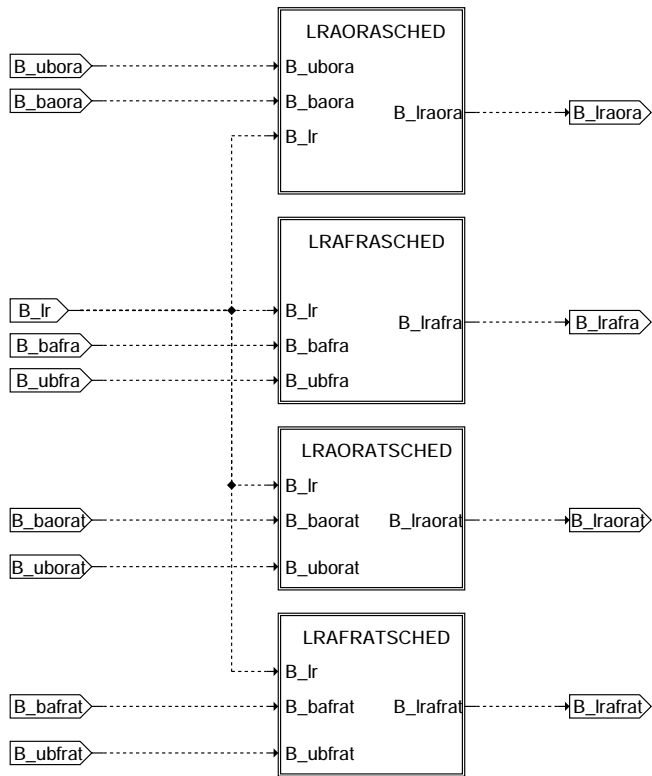 LRAORASCHED
B_ubora
B_ubora
B_baora
B_baora
B_lraora
B_lraora
B_lr
LRAFRASCHED
B_lr
B_lr
B_lrafra
B_lrafra
B_bafra
B_bafra
B_ubfra
B_ubfra
LRAORATSCHED
B_lr
B_baorat
B_baorat
B_lraorat
B_lraorat
B_uborat
B_uborat
LRAFRATSCHED
B_lr
B_bafrat
B_bafrat
B_lrafrat
B_lrafrat
B_ubfrat
B_ubfrat